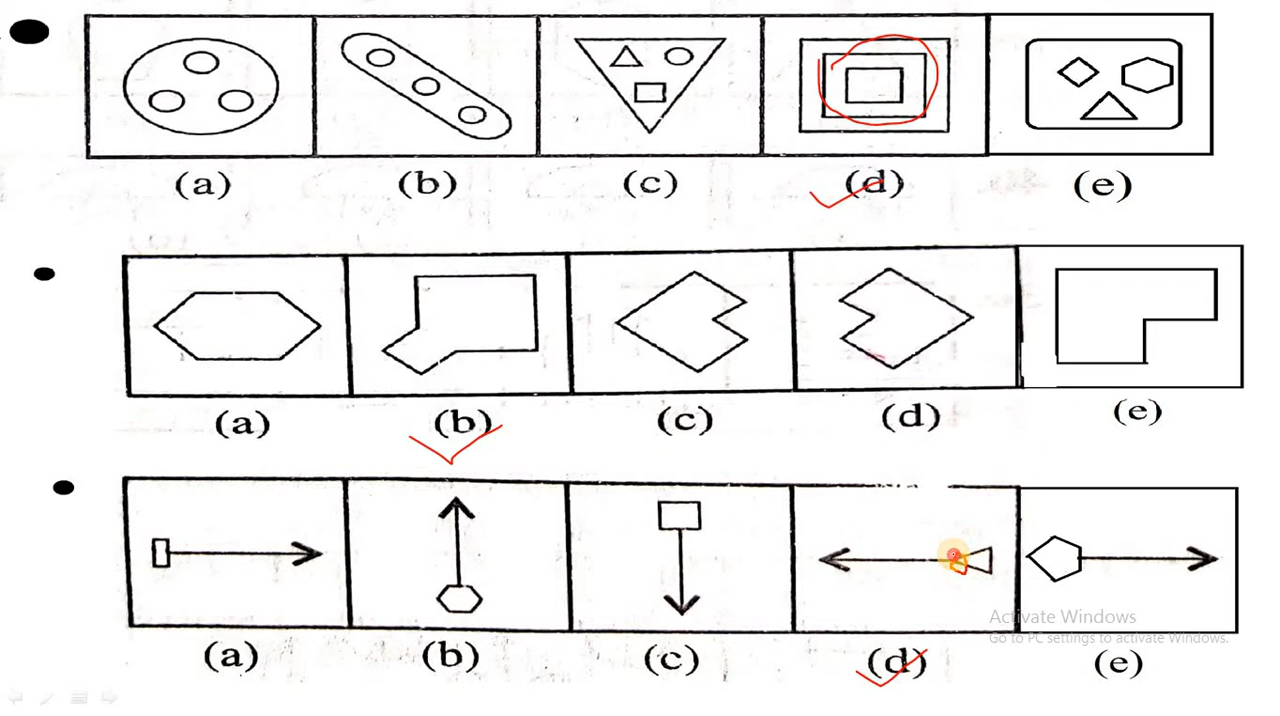 (a) (b) (c) (d) (e)
(a) (b) (c) (d) (e)
Activate Windows
Go to PC settings to activate Windows.
(a) (b) (c) (d) (e)